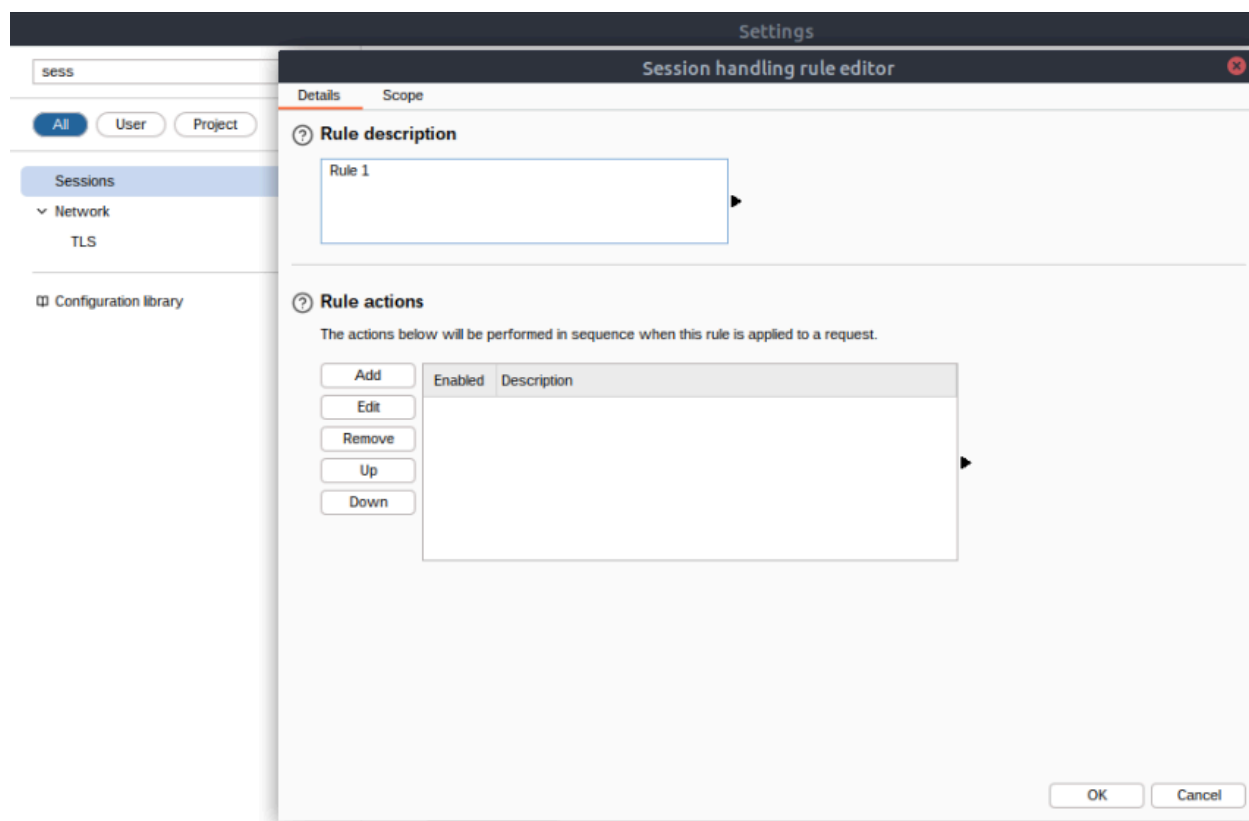 Settings
sess
All User Project
Sessions
Network
TLS
Configuration library
Session handling rule editor
Details Scope
Rule description
Rule 1
Rule actions
The actions below will be performed in sequence when this rule is applied to a request.
Add
Edit
Remove
Up
Down
Enabled Description
OK Cancel